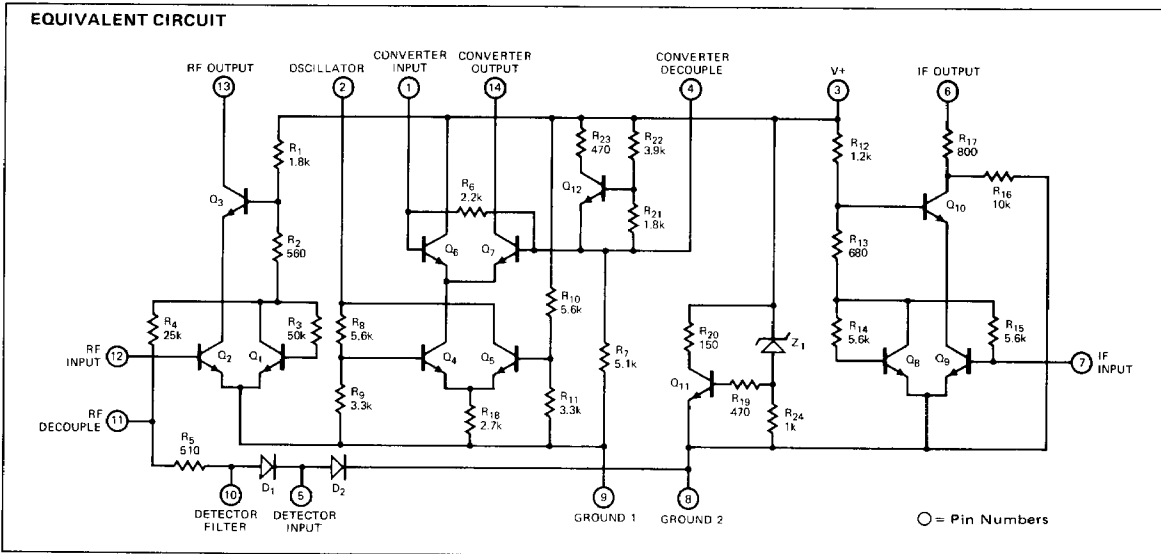 EQUIVALENT CIRCUIT
RF OUTPUT
13
OSCILLATOR
2
CONVERTER
INPUT
1
CONVERTER
OUTPUT
14
CONVERTER
DECOUPLE
4
V+
3
IF OUTPUT
6
R1
1.8k
R23
470
R22
3.9k
R12
1.2k
R17
800
R16
10k
Q3
R6
2.2k
Q12
R21
1.8k
Q10
R2
560
Q6
Q7
R13
680
R4
25k
R3
50k
R8
5.6k
R10
5.6k
R20
150
Z1
R14
5.6k
R15
5.6k
RF
INPUT
12
Q2
Q1
Q4
Q5
R7
5.1k
Q11
R19
470
Q8
Q9
7
IF
INPUT
R9
3.3k
R18
2.7k
R11
3.3k
R24
1k
RF
DECOUPLE
11
R5
510
D1
D2
10
DETECTOR
FILTER
5
DETECTOR
INPUT
9
GROUND 1
8
GROUND 2
= Pin Numbers